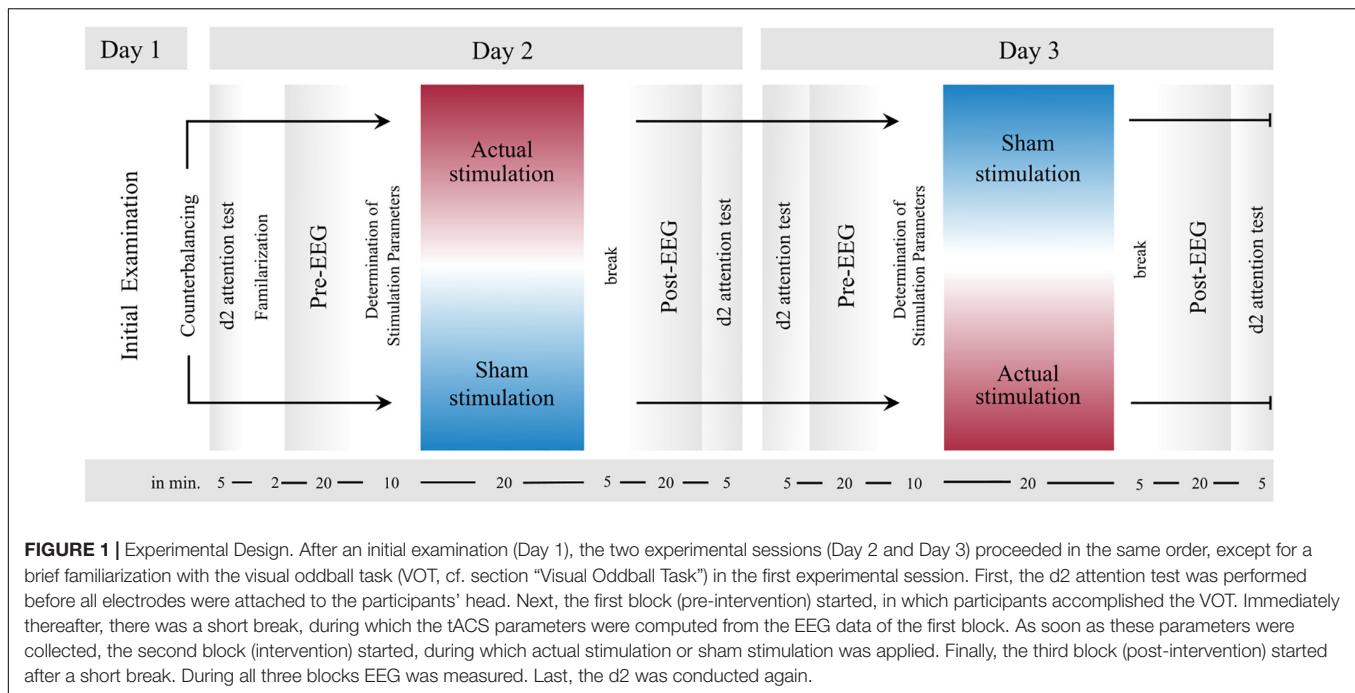 Day 1
Day 2
Day 3
Initial Examination
Counterbalancing
d2 attention test
Familarization
Pre-EEG
Determination of
Stimulation Parameters
Actual
stimulation
Sham
stimulation
break
Post-EEG
d2 attention test
d2 attention test
Pre-EEG
Determination of
Stimulation Parameters
Sham
stimulation
Actual
stimulation
break
Post-EEG
d2 attention test
in min. 5 — 2 — 20 — 10 — 20 — 5 — 20 — 5 5 — 20 — 10 — 20 — 5 — 20 — 5
FIGURE 1 | Experimental Design. After an initial examination (Day 1), the two experimental sessions (Day 2 and Day 3) proceeded in the same order, except for a
brief familiarization with the visual oddball task (VOT, cf. section “Visual Oddball Task”) in the first experimental session. First, the d2 attention test was performed
before all electrodes were attached to the participants’ head. Next, the first block (pre-intervention) started, in which participants accomplished the VOT. Immediately
thereafter, there was a short break, during which the tACS parameters were computed from the EEG data of the first block. As soon as these parameters were
collected, the second block (intervention) started, during which actual stimulation or sham stimulation was applied. Finally, the third block (post-intervention) started
after a short break. During all three blocks EEG was measured. Last, the d2 was conducted again.